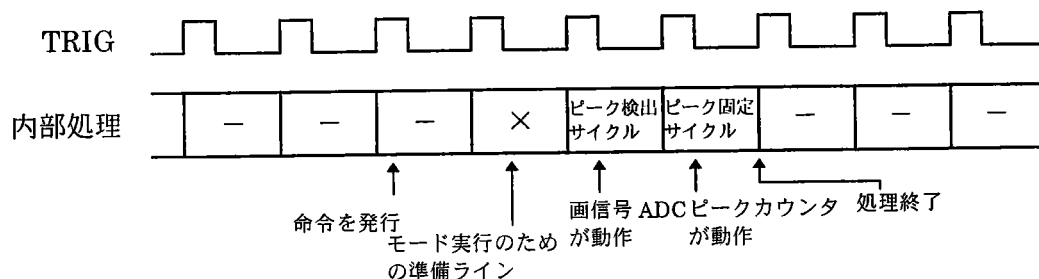 TRIG
内部処理
－ － － × ピーク検出サイクル ピーク固定サイクル － － －
命令を発行
モード実行のための準備ライン
画信号が動作
ADCピークカウンタが動作
処理終了